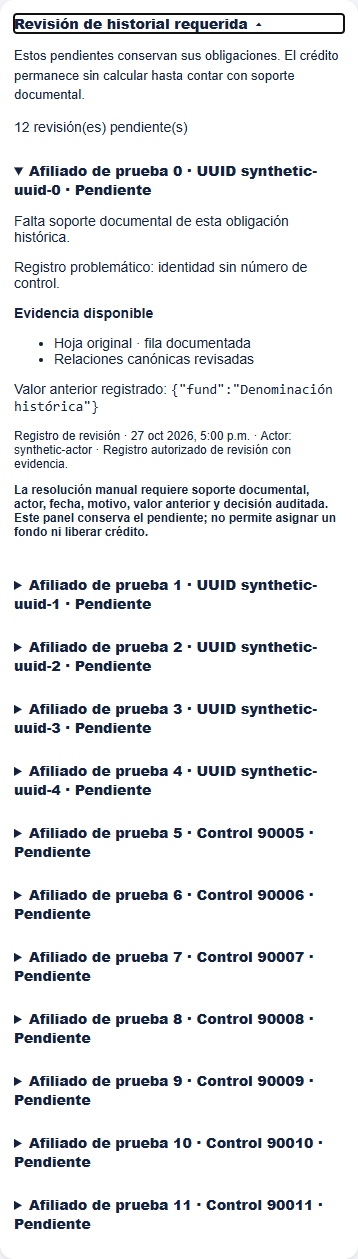 Revisión de historial requerida ▴
Estos pendientes conservan sus obligaciones. El crédito
permanece sin calcular hasta contar con soporte
documental.
12 revisión(es) pendiente(s)
▼ Afiliado de prueba 0 · UUID synthetic-
uuid-0 · Pendiente
Falta soporte documental de esta obligación
histórica.
Registro problemático: identidad sin número de
control.
Evidencia disponible
• Hoja original · fila documentada
• Relaciones canónicas revisadas
Valor anterior registrado: {"fund":"Denominación
histórica"}
Registro de revisión · 27 oct 2026, 5:00 p.m. · Actor:
synthetic-actor · Registro autorizado de revisión con
evidencia.
La resolución manual requiere soporte documental,
actor, fecha, motivo, valor anterior y decisión auditada.
Este panel conserva el pendiente; no permite asignar un
fondo ni liberar crédito.
▶ Afiliado de prueba 1 · UUID synthetic-
uuid-1 · Pendiente
▶ Afiliado de prueba 2 · UUID synthetic-
uuid-2 · Pendiente
▶ Afiliado de prueba 3 · UUID synthetic-
uuid-3 · Pendiente
▶ Afiliado de prueba 4 · UUID synthetic-
uuid-4 · Pendiente
▶ Afiliado de prueba 5 · Control 90005 ·
Pendiente
▶ Afiliado de prueba 6 · Control 90006 ·
Pendiente
▶ Afiliado de prueba 7 · Control 90007 ·
Pendiente
▶ Afiliado de prueba 8 · Control 90008 ·
Pendiente
▶ Afiliado de prueba 9 · Control 90009 ·
Pendiente
▶ Afiliado de prueba 10 · Control 90010 ·
Pendiente
▶ Afiliado de prueba 11 · Control 90011 ·
Pendiente